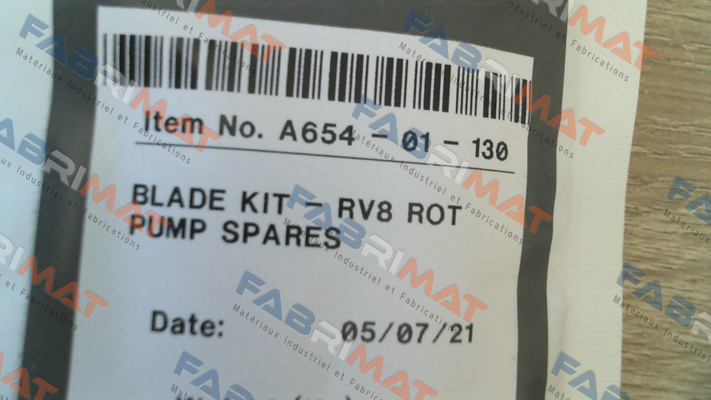 Item No. A654-01-130
BLADE KIT - RV8 ROT
PUMP SPARES
Date: 05/07/21
FABRIMAT
Materiaux Industriel et Fabrications